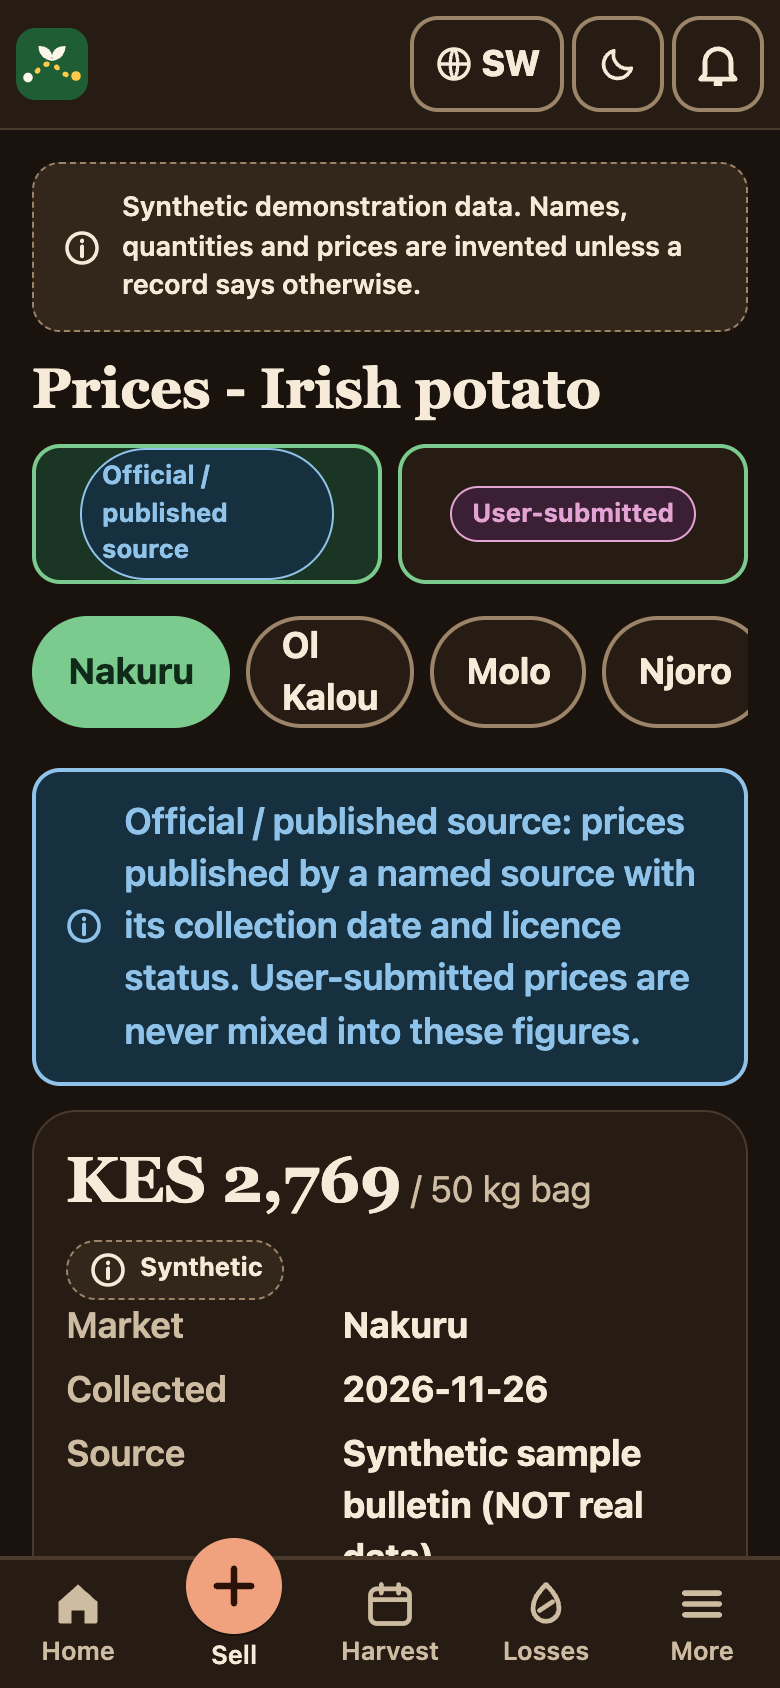 SW
Synthetic demonstration data. Names,
quantities and prices are invented unless a
record says otherwise.
Prices - Irish potato
Official /
published
source
User-submitted
Nakuru
Ol
Kalou
Molo
Njoro
Official / published source: prices
published by a named source with
its collection date and licence
status. User-submitted prices are
never mixed into these figures.
KES 2,769 / 50 kg bag
Synthetic
Market Nakuru
Collected 2026-11-26
Source Synthetic sample
bulletin (NOT real
data)
Home
Sell
Harvest
Losses
More